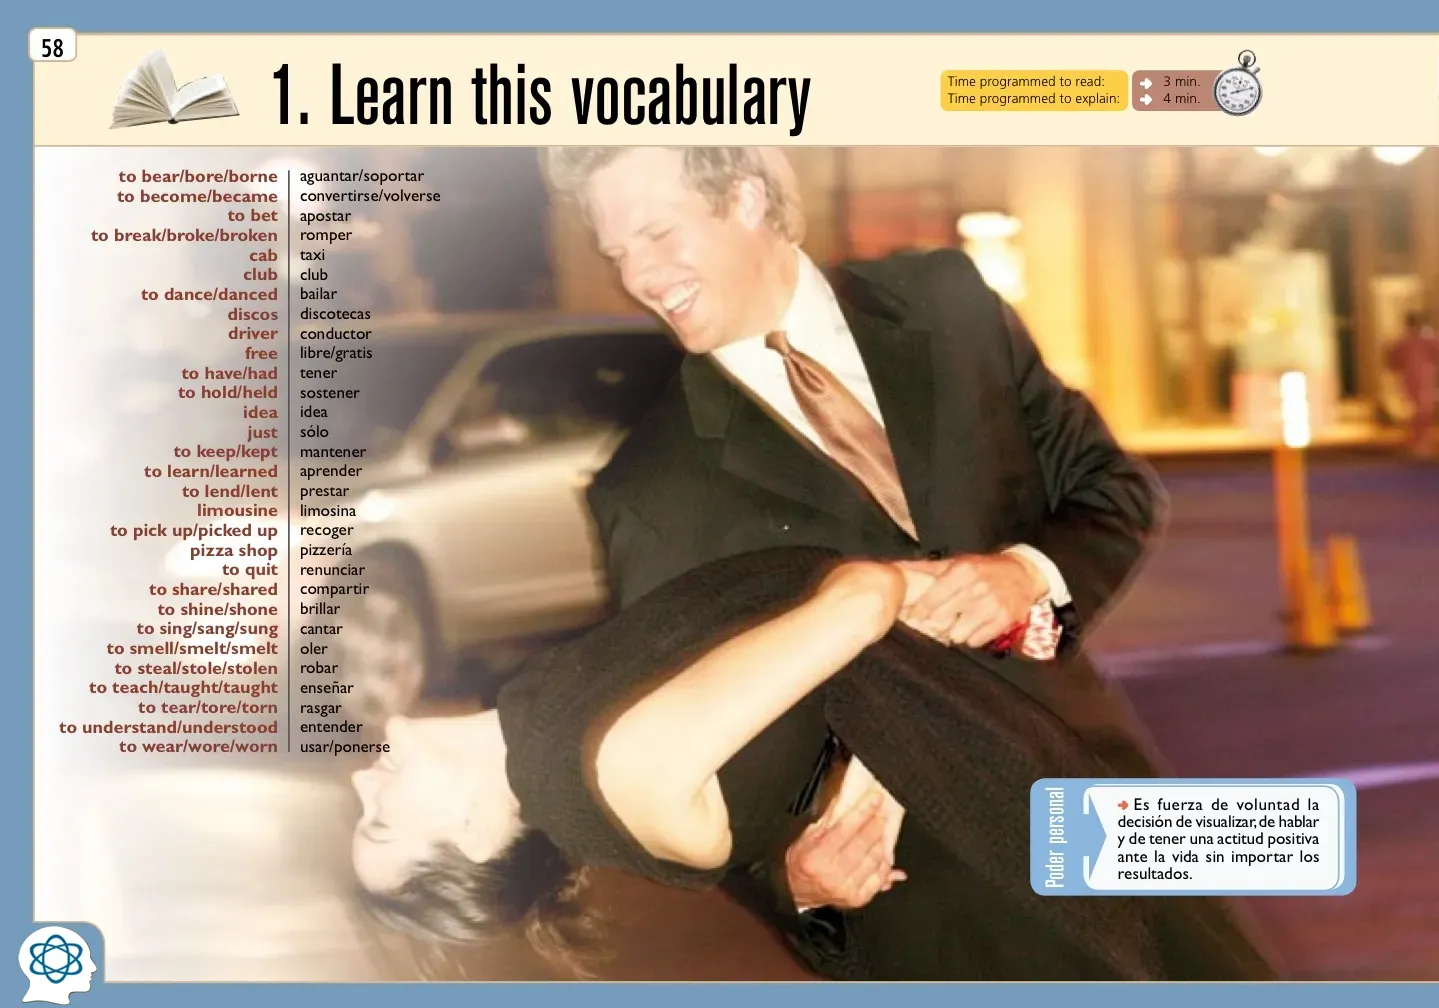 58
1. Learn this vocabulary
Time programmed to read: 3 min.
Time programmed to explain: 4 min.
to bear/bore/borne aguantar/soportar
to become/became convertirse/volverse
to bet apostar
to break/broke/broken romper
cab taxi
club club
to dance/danced bailar
discos discotecas
driver conductor
free libre/gratis
to have/had tener
to hold/held sostener
idea idea
just sólo
to keep/kept mantener
to learn/learned aprender
to lend/lent prestar
limousine limosina
to pick up/picked up recoger
pizza shop pizzería
to quit renunciar
to share/shared compartir
to shine/shone brillar
to sing/sang/sung cantar
to smell/smelt/smelt oler
to steal/stole/stolen robar
to teach/taught/taught enseñar
to tear/tore/torn rasgar
to understand/understood entender
to wear/wore/worn usar/ponerse
Poder personal
Es fuerza de voluntad la
decisión de visualizar, de hablar
y de tener una actitud positiva
ante la vida sin importar los
resultados.